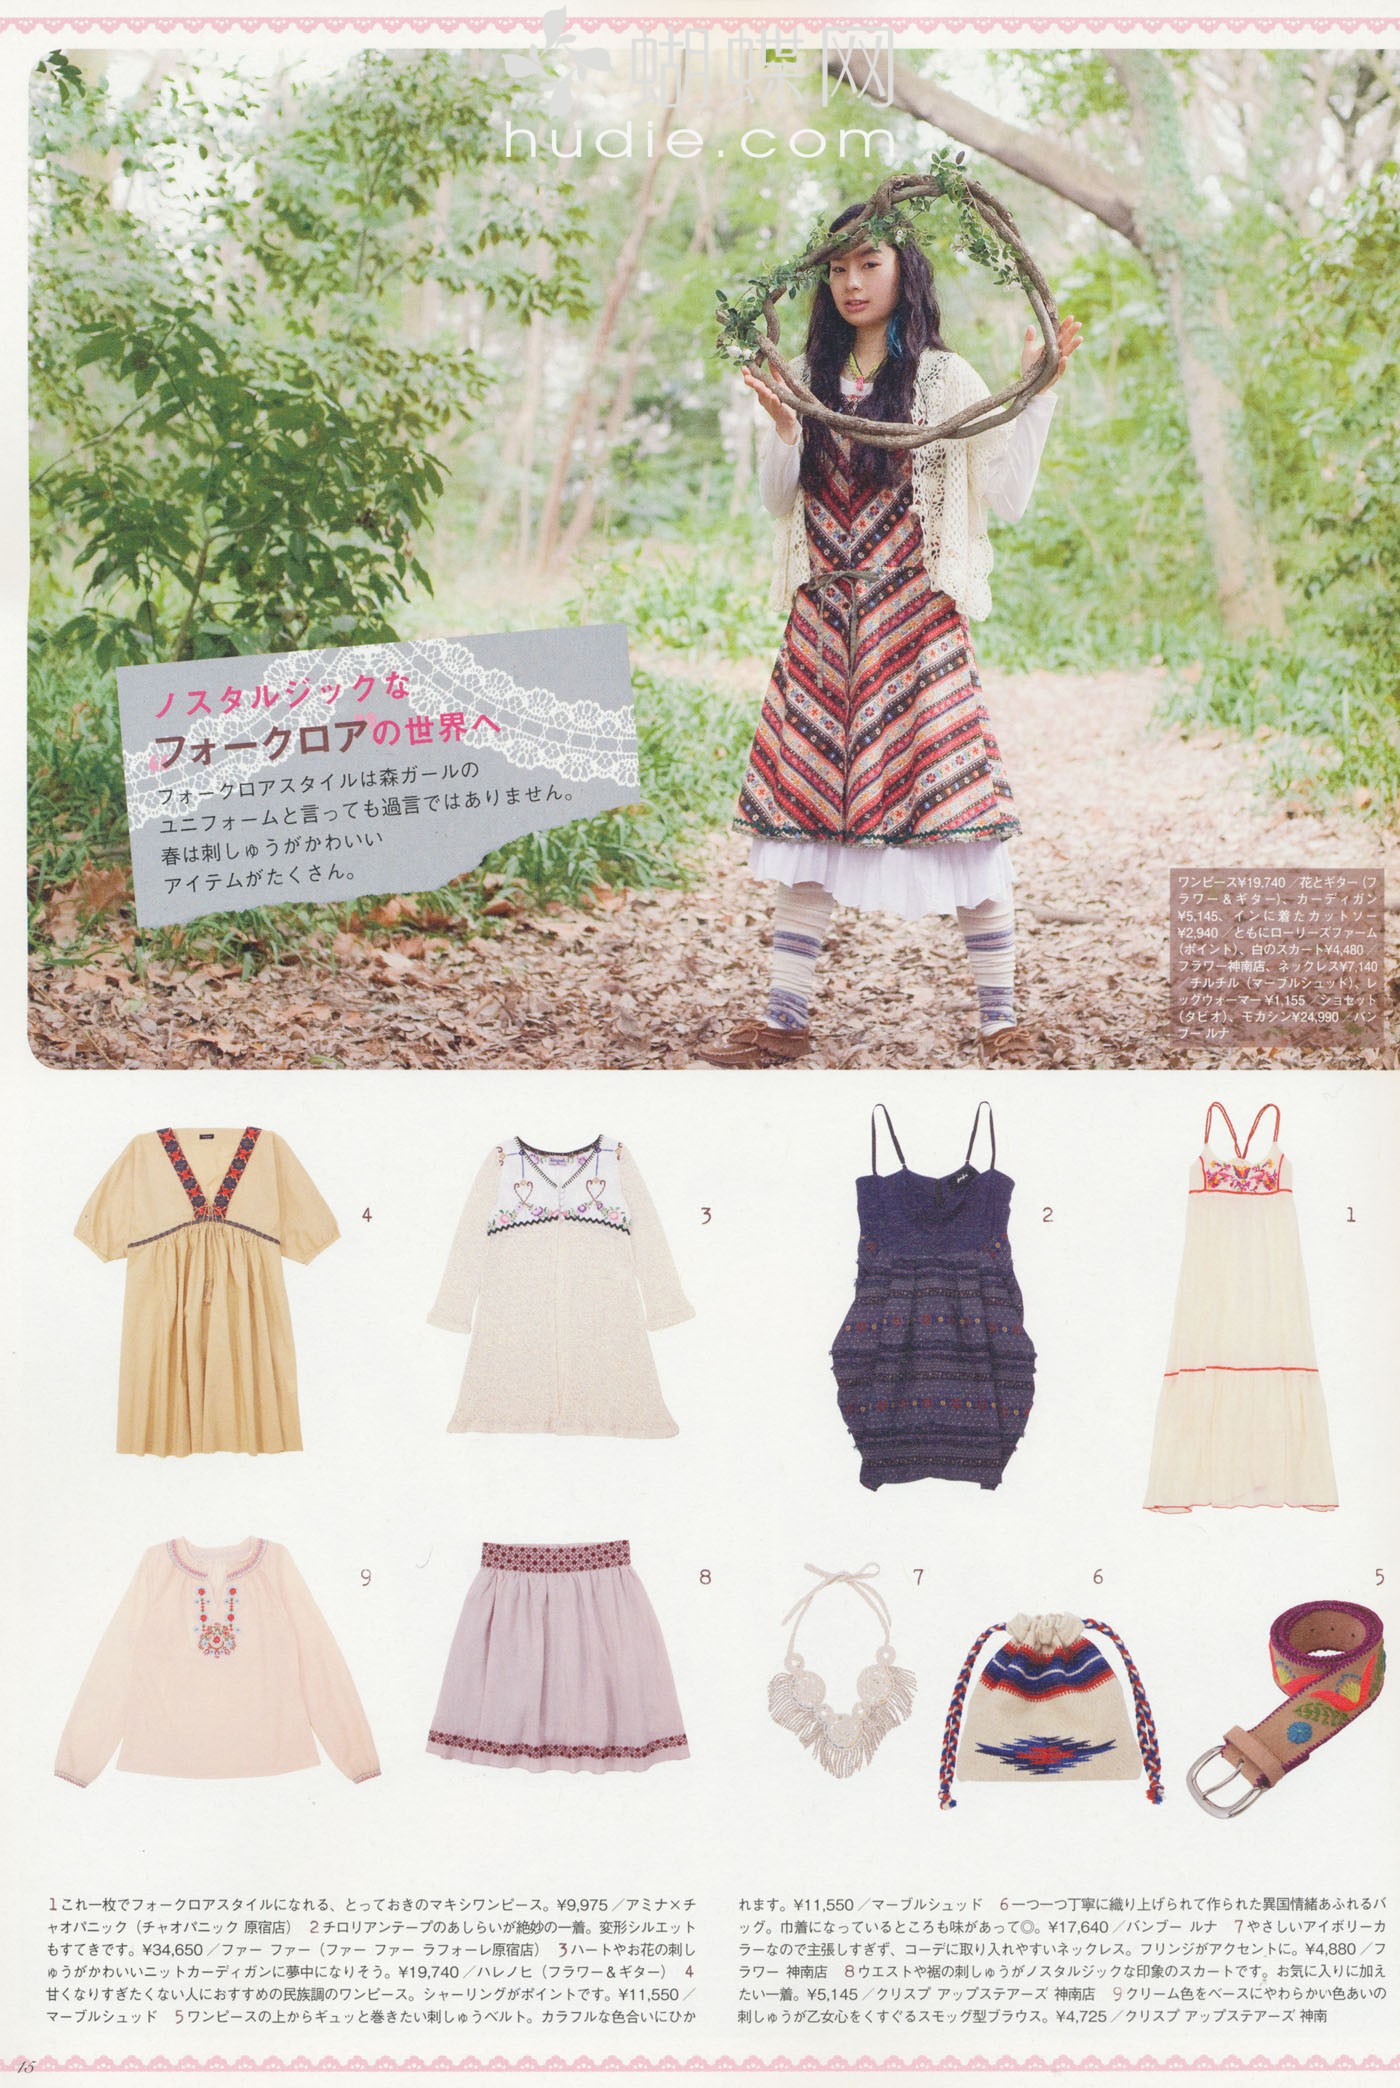 蝴蝶网
hudie.com
ノスタルジックな
“フォークロア”の世界へ
フォークロアスタイルは森ガールの
ユニフォームと言っても過言ではありません。
春は刺しゅうがかわいい
アイテムがたくさん。
ワンピース¥19,740／花とギター（フ
ラワー＆ギター）、カーディガン
¥5,145、インに着たカットソー
¥2,940／ともにローリーズファーム
（ポイント）、白のスカート¥4,480／
フラワー神南店、ネックレス¥7,140
／チルチル（マーブルシュッド）、レ
ッグウォーマー¥1,155／ショセット
（タビオ）、モカシン¥24,990／バン
ブー ルナ
4
3
2
1
9
8
7
6
5
1これ一枚でフォークロアスタイルになれる、とっておきのマキシワンピース。¥9,975／アミナ×チ
ャオパニック（チャオパニック 原宿店） 2チロリアンテープのあしらいが絶妙の一着。変形シルエット
もすてきです。¥34,650／ファー ファー（ファー ファー ラフォーレ原宿店） 3ハートやお花の刺し
ゅうがかわいいニットカーディガンに夢中になりそう。¥19,740／ハレノヒ（フラワー＆ギター） 4
甘くなりすぎたくない人におすすめの民族調のワンピース。シャーリングがポイントです。¥11,550／
マーブルシュッド 5ワンピースの上からギュッと巻きたい刺しゅうベルト。カラフルな色合いにひか
れます。¥11,550／マーブルシュッド 6一つ一つ丁寧に織り上げられて作られた異国情緒あふれるバ
ッグ。巾着になっているところも味があって◎。¥17,640／バンブー ルナ 7やさしいアイボリーカ
ラーなので主張しすぎず、コーデに取り入れやすいネックレス。フリンジがアクセントに。¥4,880／フ
ラワー 神南店 8ウエストや裾の刺しゅうがノスタルジックな印象のスカートです。お気に入りに加え
たい一着。¥5,145／クリスプ アップステアーズ 神南店 9クリーム色をベースにやわらかい色あいの
刺しゅうが乙女心をくすぐるスモッグ型ブラウス。¥4,725／クリスプ アップステアーズ 神南
15